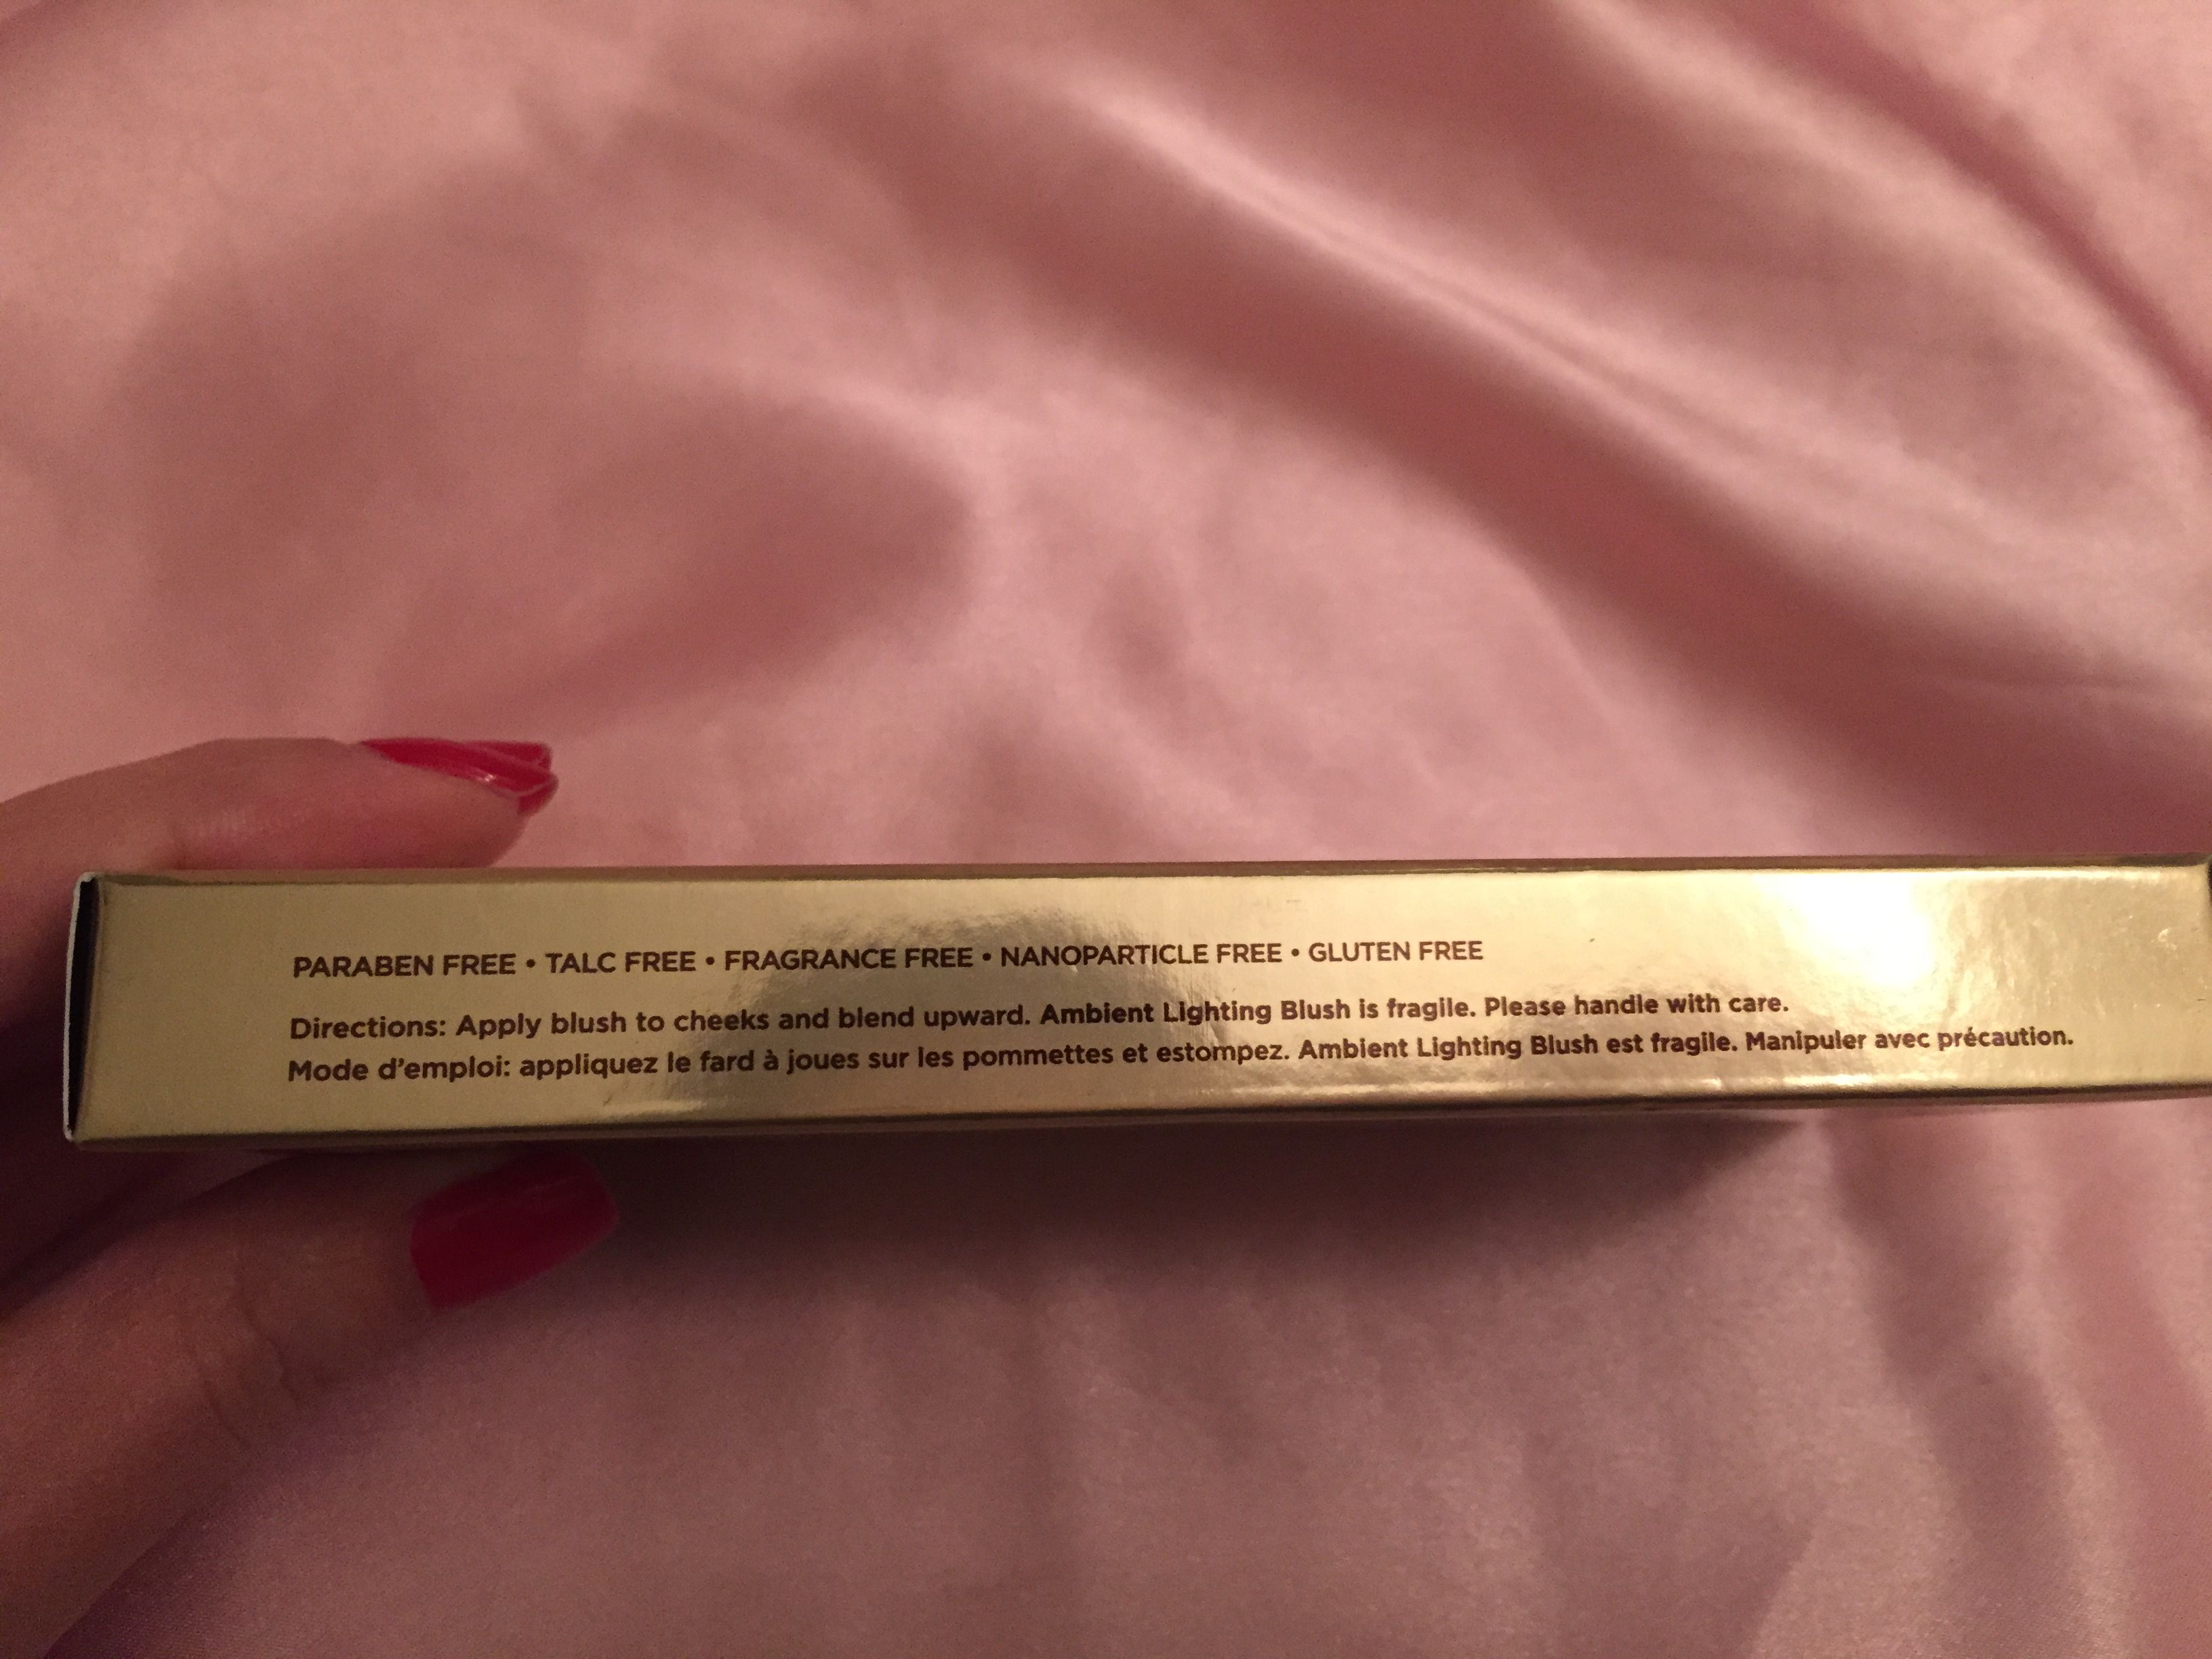 PARABEN FREE • TALC FREE • FRAGRANCE FREE • NANOPARTICLE FREE • GLUTEN FREE
Directions: Apply blush to cheeks and blend upward. Ambient Lighting Blush is fragile. Please handle with care.
Mode d'emploi: appliquez le fard à joues sur les pommettes et estompez. Ambient Lighting Blush est fragile. Manipuler avec précaution.